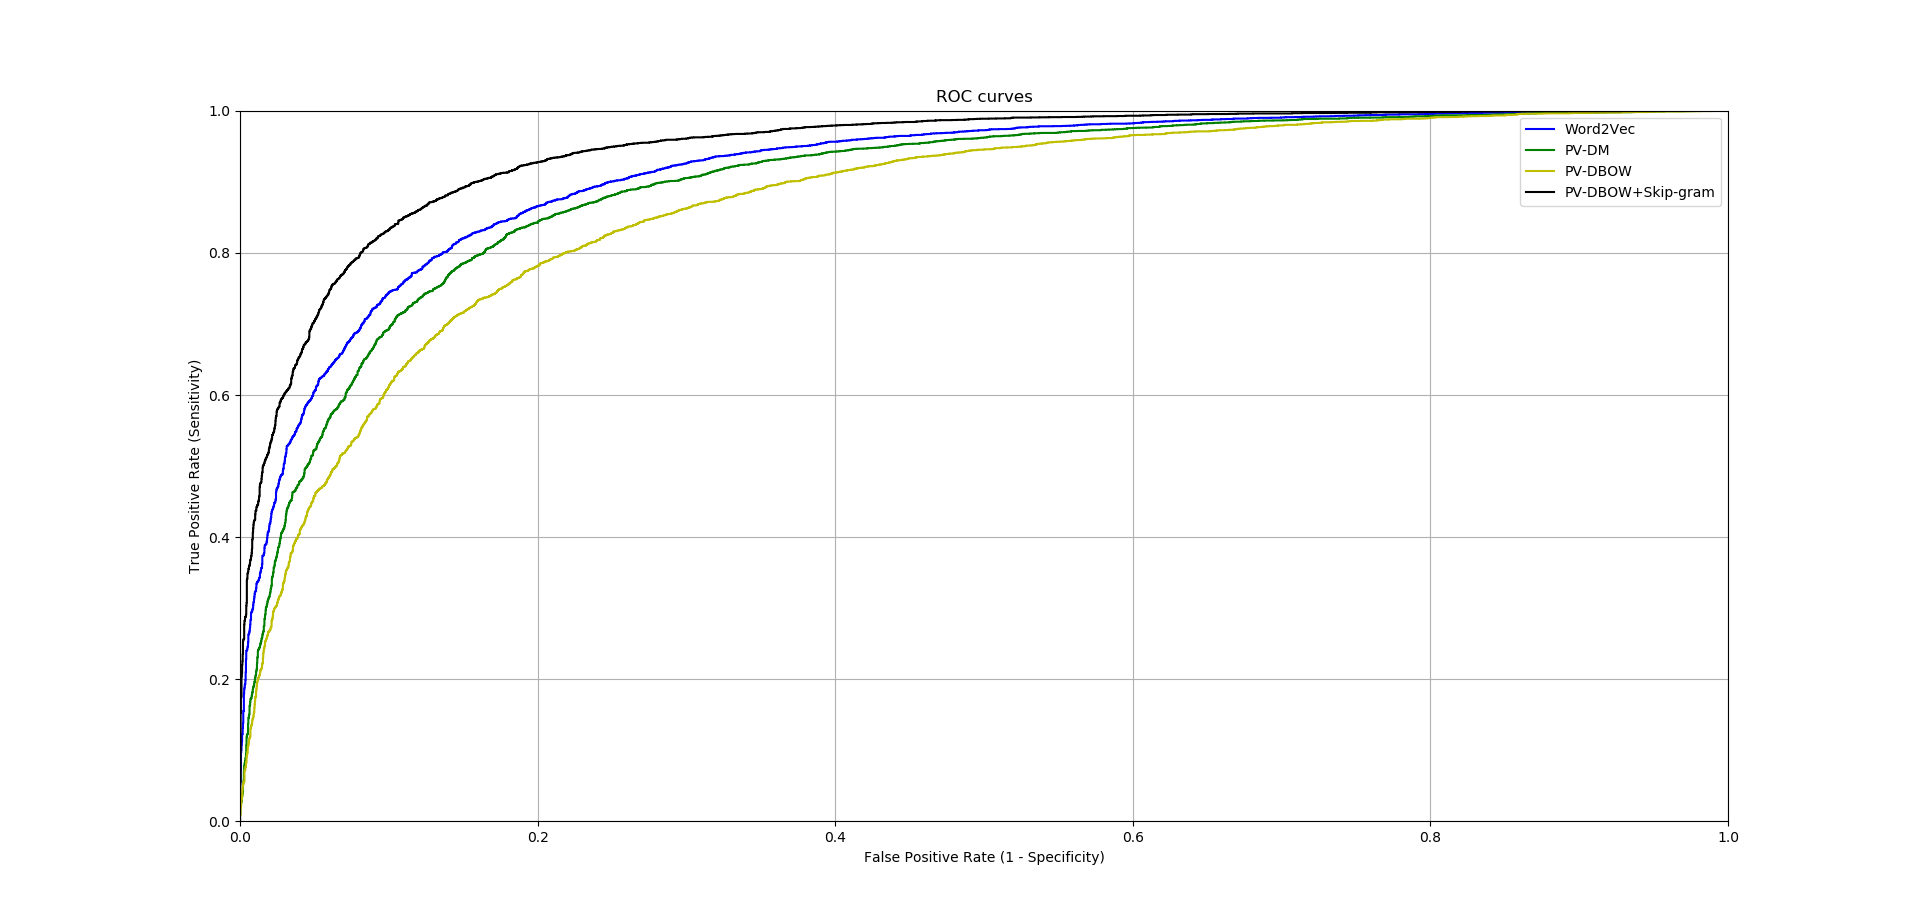 ROC curves
1.0
0.8
0.6
0.4
0.2
0.0
True Positive Rate (Sensitivity)
Word2Vec
PV-DM
PV-DBOW
PV-DBOW+Skip-gram
0.0 0.2 0.4 0.6 0.8 1.0
False Positive Rate (1 - Specificity)